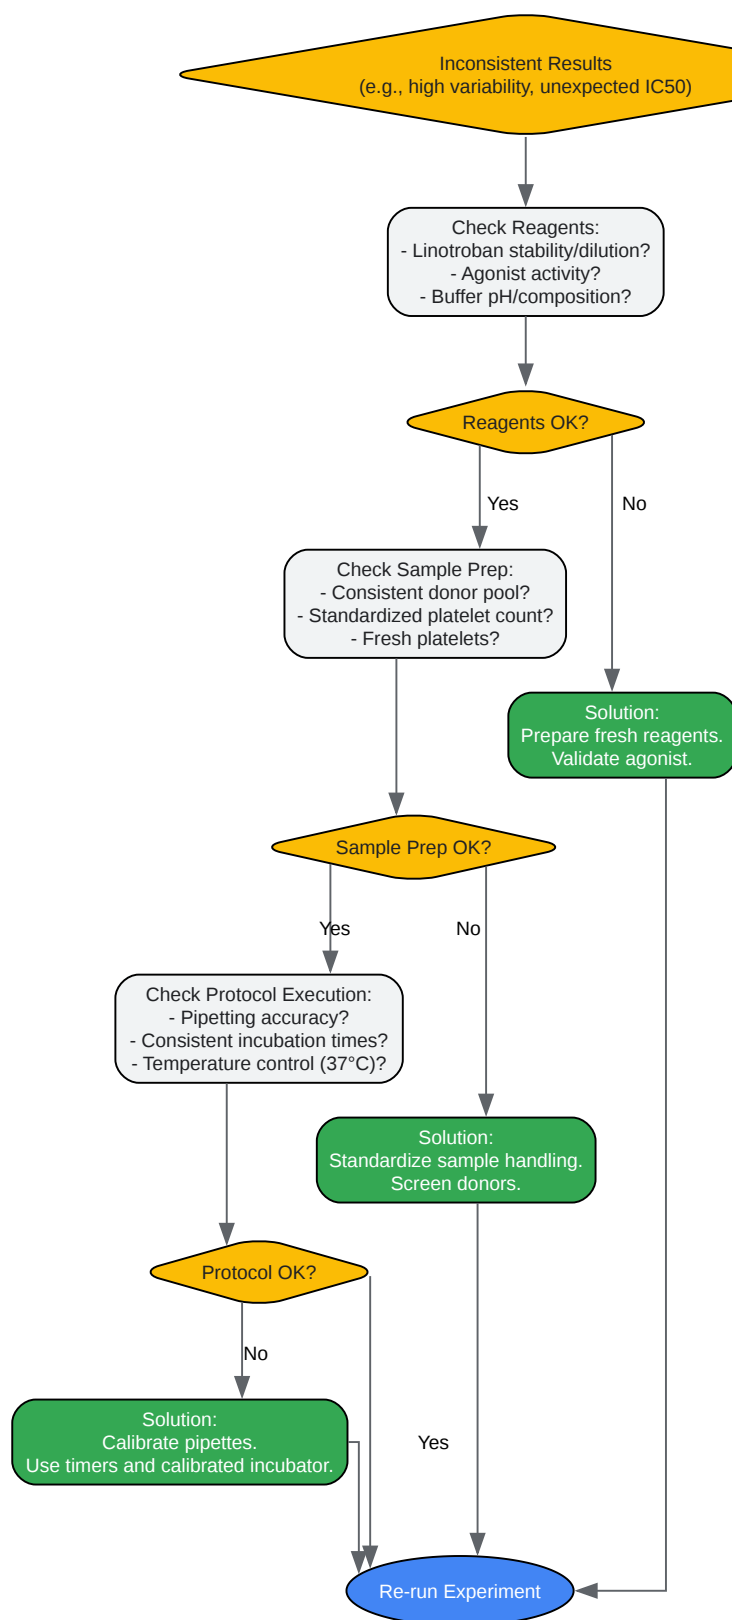 Inconsistent Results
(e.g., high variability, unexpected IC50)
Check Reagents:
- Linotroban stability/dilution?
- Agonist activity?
- Buffer pH/composition?
Reagents OK?
Yes
No
Check Sample Prep:
- Consistent donor pool?
- Standardized platelet count?
- Fresh platelets?
Solution:
Prepare fresh reagents.
Validate agonist.
Sample Prep OK?
Yes
No
Check Protocol Execution:
- Pipetting accuracy?
- Consistent incubation times?
- Temperature control (37°C)?
Solution:
Standardize sample handling.
Screen donors.
Protocol OK?
No
Solution:
Calibrate pipettes.
Use timers and calibrated incubator.
Yes
Re-run Experiment